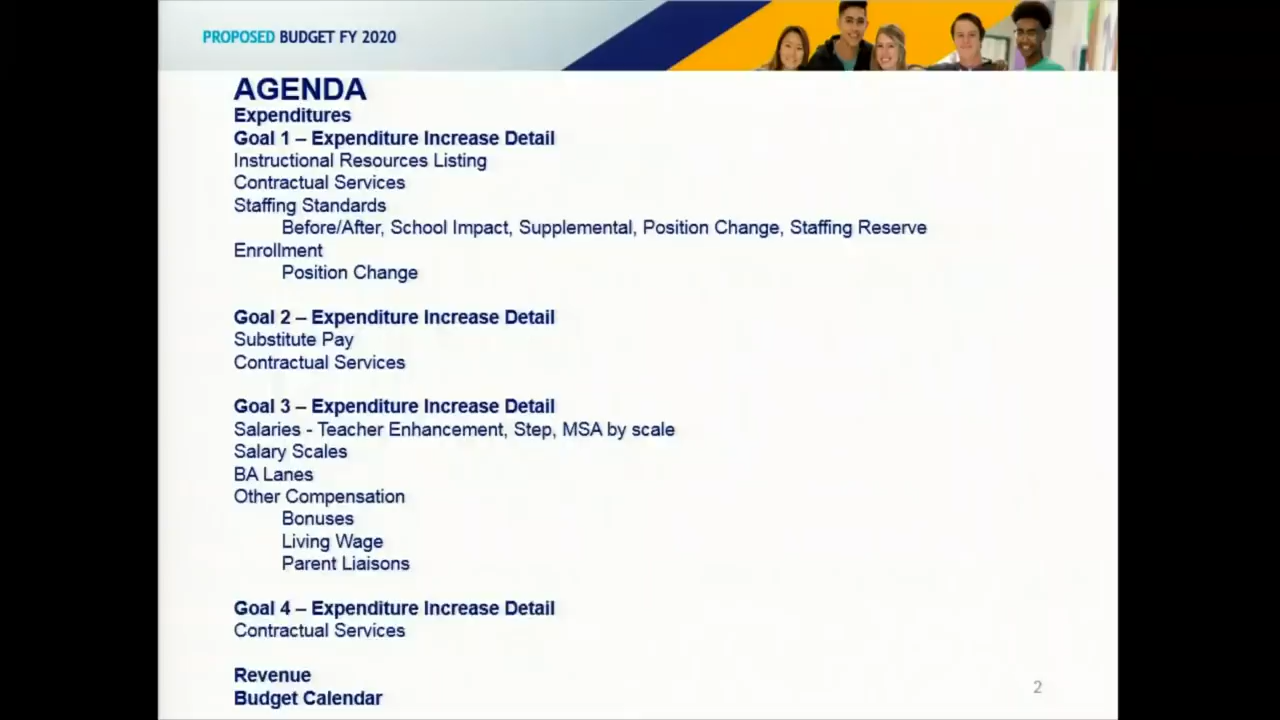 PROPOSED BUDGET FY 2020
AGENDA
Expenditures
Goal 1 – Expenditure Increase Detail
Instructional Resources Listing
Contractual Services
Staffing Standards
Before/After, School Impact, Supplemental, Position Change, Staffing Reserve
Enrollment
Position Change
Goal 2 – Expenditure Increase Detail
Substitute Pay
Contractual Services
Goal 3 – Expenditure Increase Detail
Salaries - Teacher Enhancement, Step, MSA by scale
Salary Scales
BA Lanes
Other Compensation
Bonuses
Living Wage
Parent Liaisons
Goal 4 – Expenditure Increase Detail
Contractual Services
Revenue
Budget Calendar
2